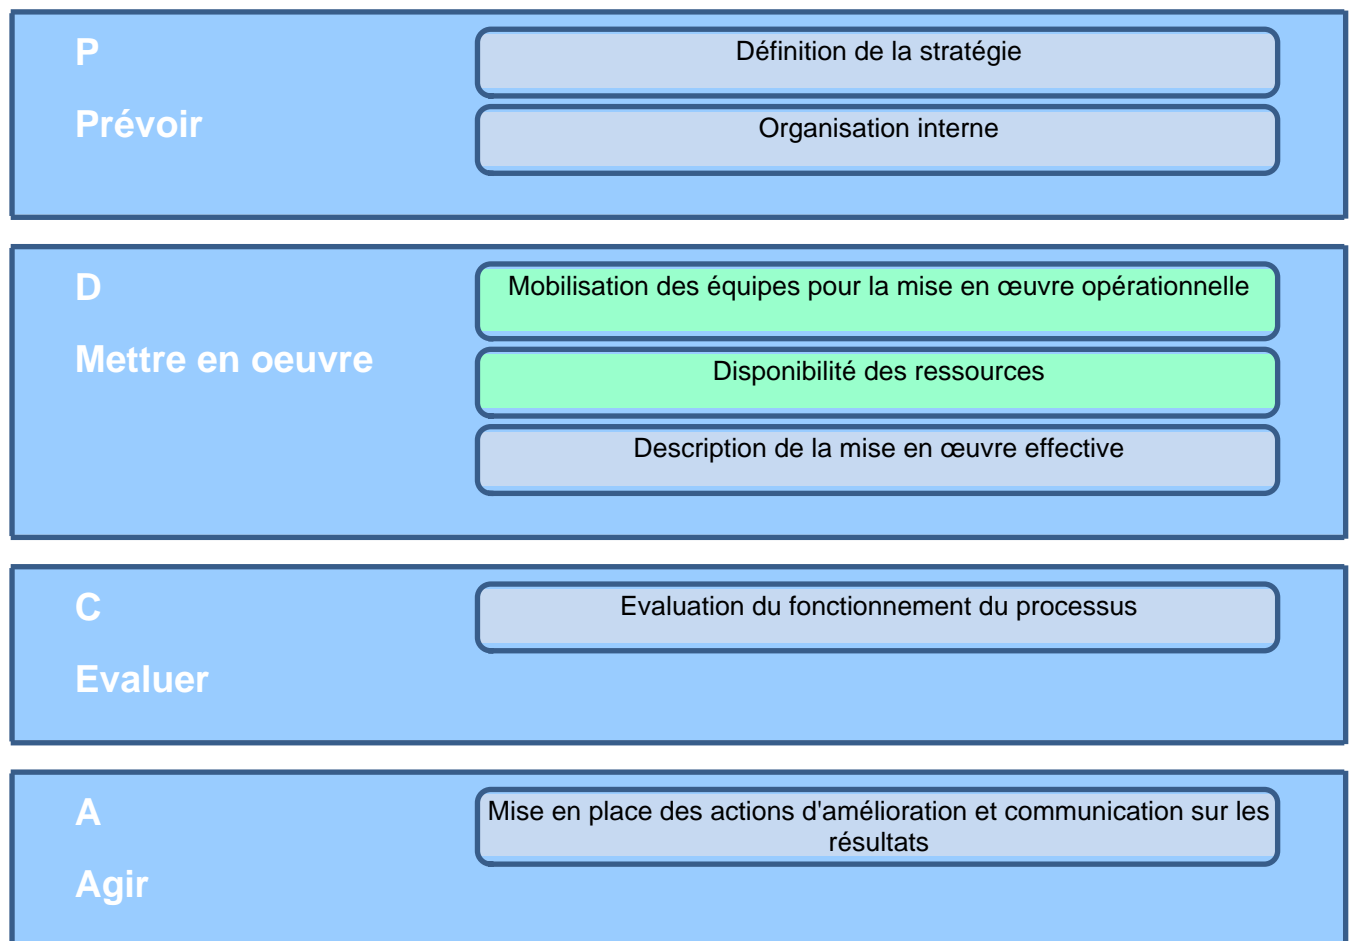 P
Définition de la stratégie
Prévoir
Organisation interne
D
Mobilisation des équipes pour la mise en œuvre opérationnelle
Mettre en oeuvre
Disponibilité des ressources
Description de la mise en œuvre effective
C
Evaluation du fonctionnement du processus
Evaluer
A
Mise en place des actions d'amélioration et communication sur les
résultats
Agir